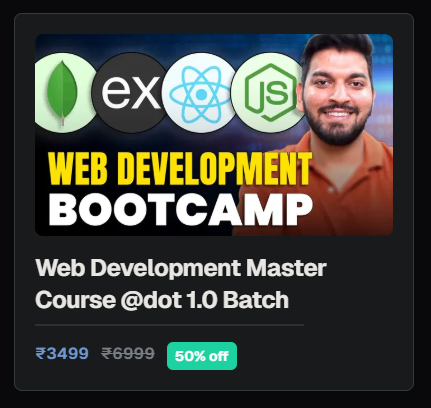 ex
JS
WEB DEVELOPMENT
BOOTCAMP
Web Development Master
Course @dot 1.0 Batch
₹3499 ₹6999 50% off